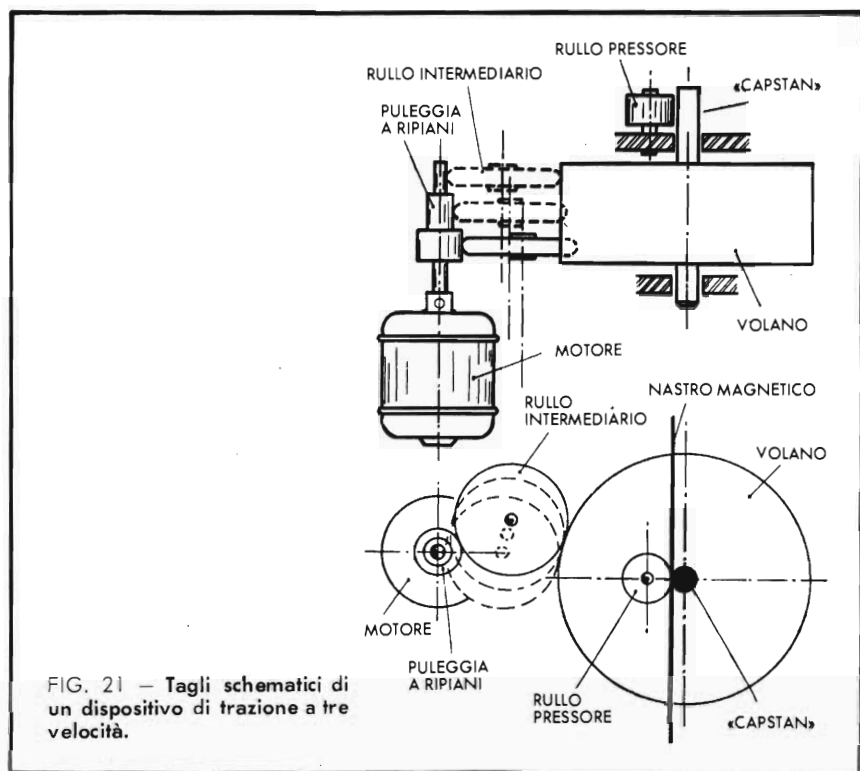 RULLO PRESSORE
RULLO INTERMEDIARIO
«CAPSTAN»
PULEGGIA
A RIPIANI
VOLANO
MOTORE
NASTRO MAGNETICO
RULLO
INTERMEDIÁRIO
VOLANO
MOTORE
PULEGGIA
A RIPIANI
RULLO
PRESSORE
«CAPSTAN»
FIG. 21 — Tagli schematici di
un dispositivo di trazione a tre
velocità.